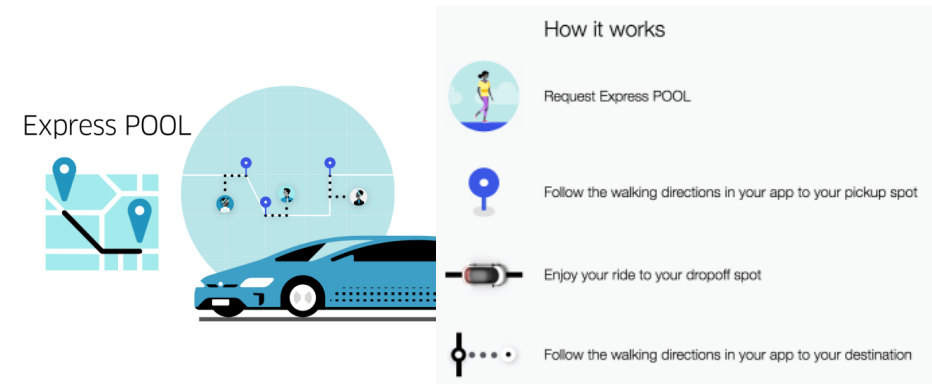 Express POOL
How it works
Request Express POOL
Follow the walking directions in your app to your pickup spot
Enjoy your ride to your dropoff spot
Follow the walking directions in your app to your destination